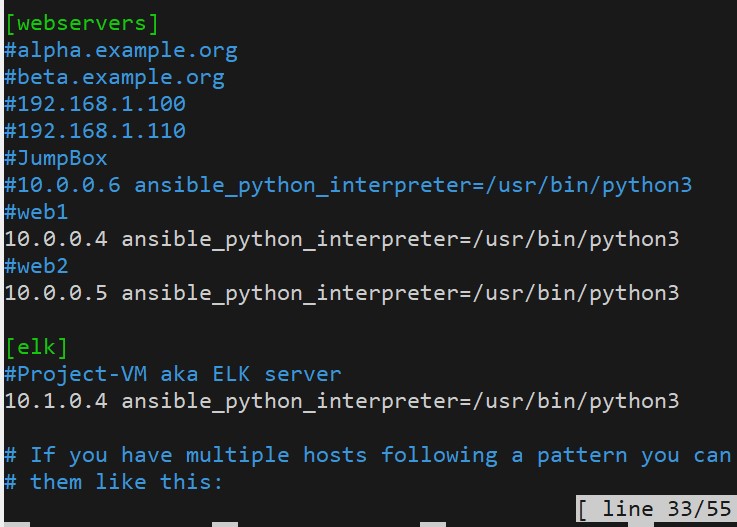 [webservers]
#alpha.example.org
#beta.example.org
#192.168.1.100
#192.168.1.110
#JumpBox
#10.0.0.6 ansible_python_interpreter=/usr/bin/python3
#web1
10.0.0.4 ansible_python_interpreter=/usr/bin/python3
#web2
10.0.0.5 ansible_python_interpreter=/usr/bin/python3
[elk]
#Project-VM aka ELK server
10.1.0.4 ansible_python_interpreter=/usr/bin/python3
# If you have multiple hosts following a pattern you can
# them like this:
[ line 33/55